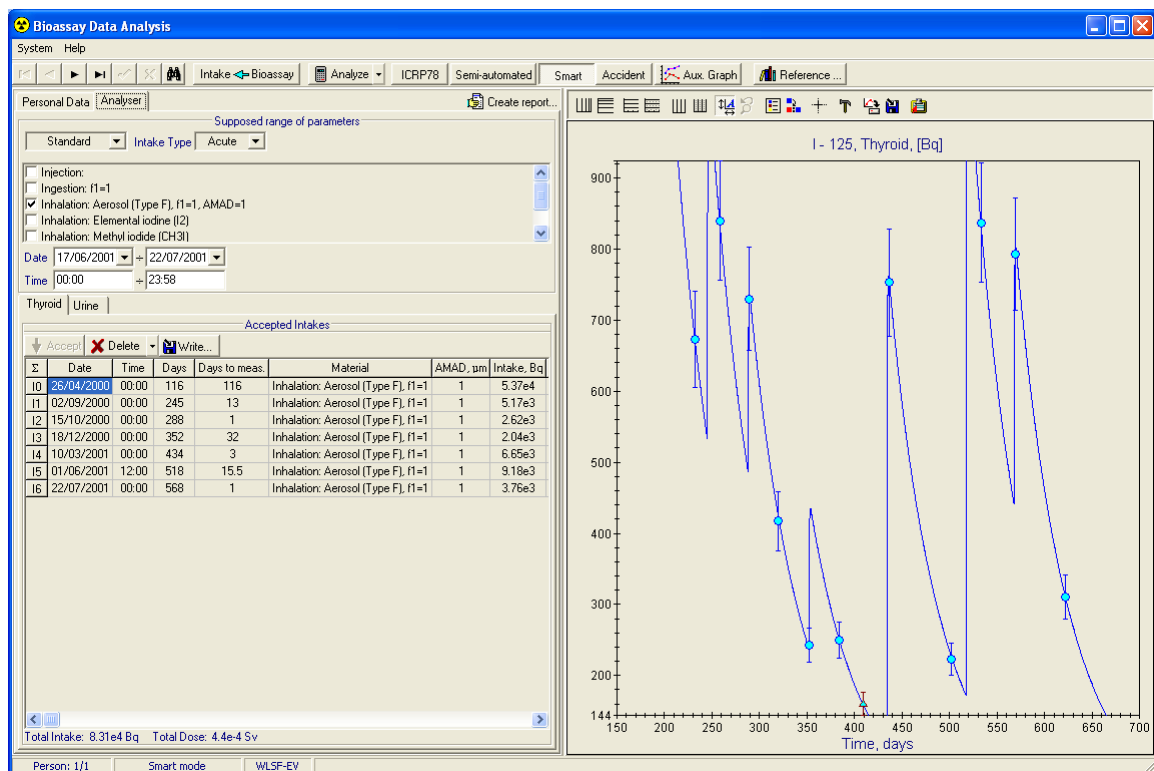 Bioassay Data Analysis
System Help
Intake Bioassay Analyze ICRP78 Semi-automated Smart Accident Aux. Graph Reference ...
Personal Data Analyser Create report...
Supposed range of parameters
Standard Intake Type Acute
Injection:
Ingestion: f1=1
Inhalation: Aerosol (Type F), f1=1, AMAD=1
Inhalation: Elemental iodine (I2)
Inhalation: Methyl iodide (CH3I)
Date 17/06/2001 ÷ 22/07/2001
Time 00:00 ÷ 23:58
Thyroid Urine
Accepted Intakes
Accept Delete Write...
Σ Date Time Days Days to meas. Material AMAD, µm Intake, Bq
I0 26/04/2000 00:00 116 116 Inhalation: Aerosol (Type F), f1=1 1 5.37e4
I1 02/09/2000 00:00 245 13 Inhalation: Aerosol (Type F), f1=1 1 5.17e3
I2 15/10/2000 00:00 288 1 Inhalation: Aerosol (Type F), f1=1 1 2.62e3
I3 18/12/2000 00:00 352 32 Inhalation: Aerosol (Type F), f1=1 1 2.04e3
I4 10/03/2001 00:00 434 3 Inhalation: Aerosol (Type F), f1=1 1 6.65e3
I5 01/06/2001 12:00 518 15.5 Inhalation: Aerosol (Type F), f1=1 1 9.18e3
I6 22/07/2001 00:00 568 1 Inhalation: Aerosol (Type F), f1=1 1 3.76e3
Total Intake: 8.31e4 Bq Total Dose: 4.4e-4 Sv
Person: 1/1 Smart mode WLSF-EV
I - 125, Thyroid, [Bq]
900
800
700
600
500
400
300
200
144
150 200 250 300 350 400 450 500 550 600 650 700
Time, days